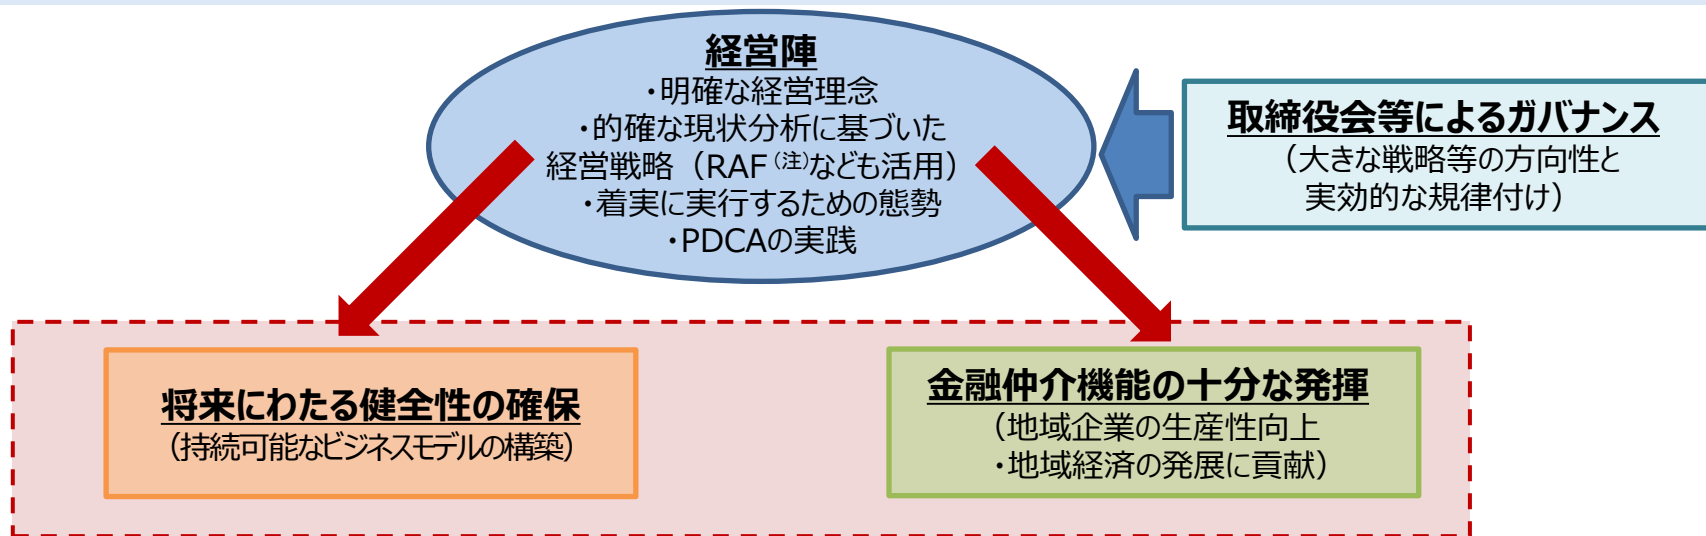 経営陣
・明確な経営理念
・的確な現状分析に基づいた
経営戦略（RAF（注）なども活用）
・着実に実行するための態勢
・PDCAの実践
取締役会等によるガバナンス
（大きな戦略等の方向性と
実効的な規律付け）
将来にわたる健全性の確保
（持続可能なビジネスモデルの構築）
金融仲介機能の十分な発揮
（地域企業の生産性向上
・地域経済の発展に貢献）